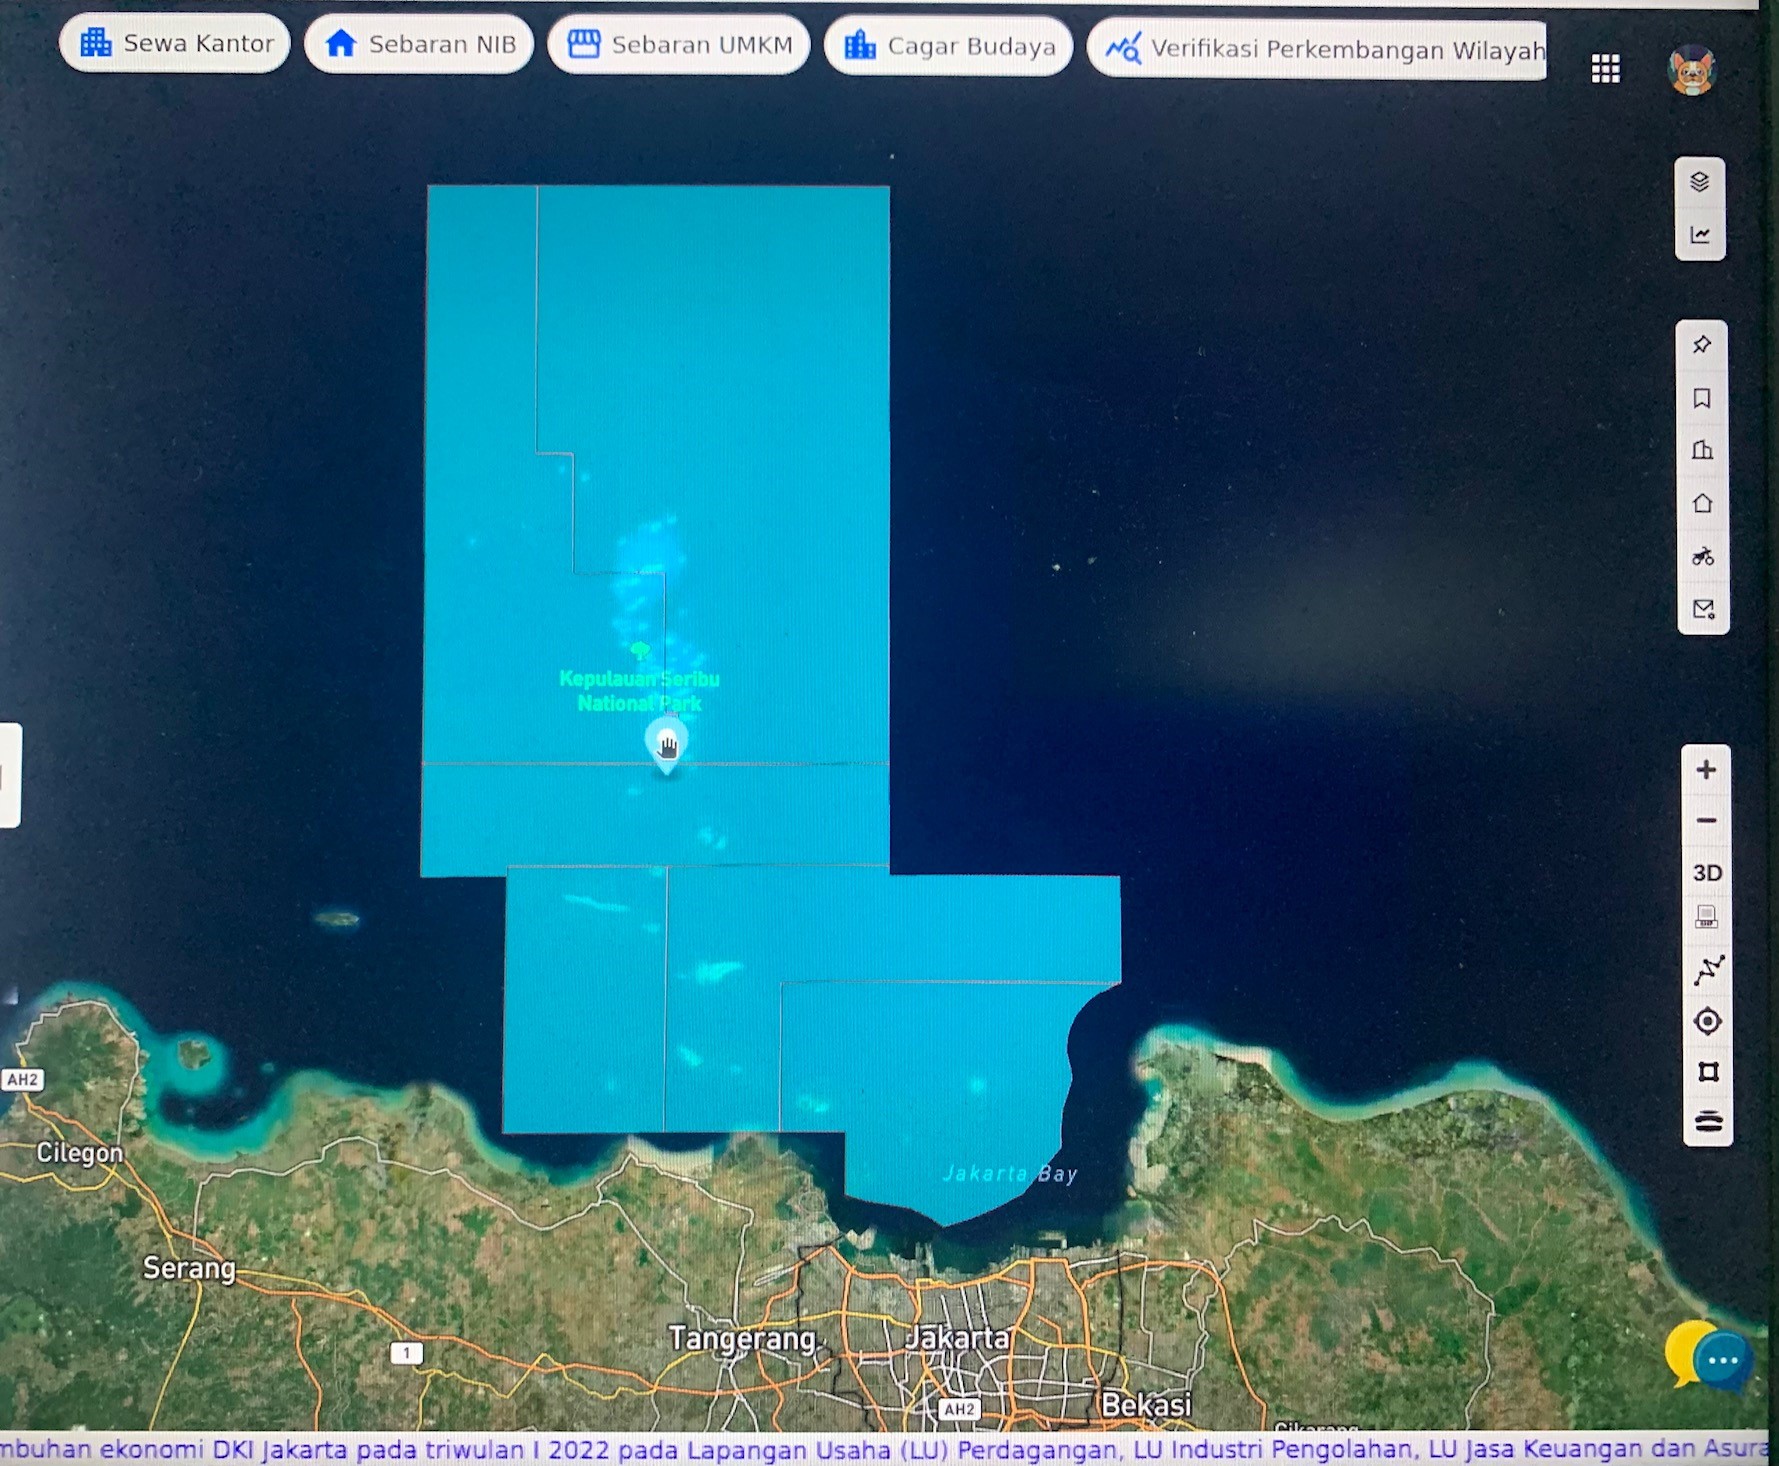 Sewa Kantor
Sebaran NIB
Sebaran UMKM
Cagar Budaya
Verifikasi Perkembangan Wilayah
Kepulauan Seribu
National Park
3D
AH2
Cilegon
Jakarta Bay
Serang
1
Tangerang
Jakarta
AH2
Bekasi
mbuhan ekonomi DKI Jakarta pada triwulan I 2022 pada Lapangan Usaha (LU) Perdagangan, LU Industri Pengolahan, LU Jasa Keuangan dan Asura